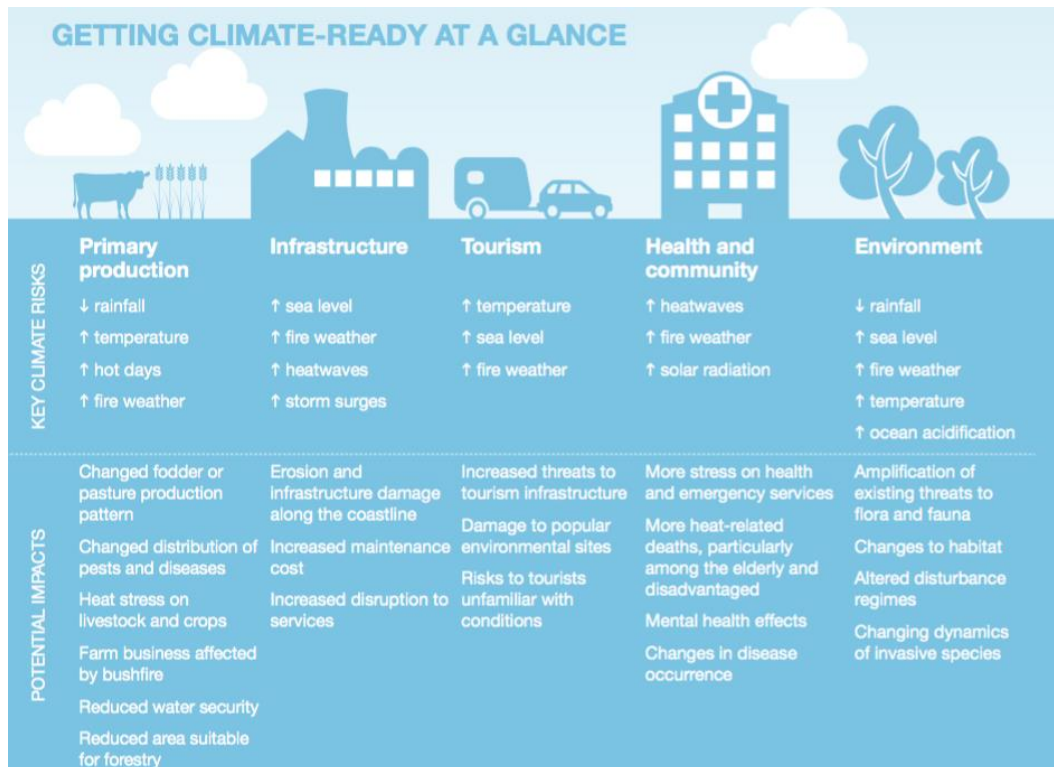 GETTING CLIMATE-READY AT A GLANCE
KEY CLIMATE RISKS
Primary
production
↓ rainfall
↑ temperature
↑ hot days
↑ fire weather
Infrastructure
↑ sea level
↑ fire weather
↑ heatwaves
↑ storm surges
Tourism
↑ temperature
↑ sea level
↑ fire weather
Health and
community
↑ heatwaves
↑ fire weather
↑ solar radiation
Environment
↓ rainfall
↑ sea level
↑ fire weather
↑ temperature
↑ ocean acidification
POTENTIAL IMPACTS
Changed fodder or
pasture production
pattern
Changed distribution of
pests and diseases
Heat stress on
livestock and crops
Farm business affected
by bushfire
Reduced water security
Reduced area suitable
for forestry
Erosion and
infrastructure damage
along the coastline
Increased maintenance
cost
Increased disruption to
services
Increased threats to
tourism infrastructure
Damage to popular
environmental sites
Risks to tourists
unfamiliar with
conditions
More stress on health
and emergency services
More heat-related
deaths, particularly
among the elderly and
disadvantaged
Mental health effects
Changes in disease
occurrence
Amplification of
existing threats to
flora and fauna
Changes to habitat
Altered disturbance
regimes
Changing dynamics
of invasive species